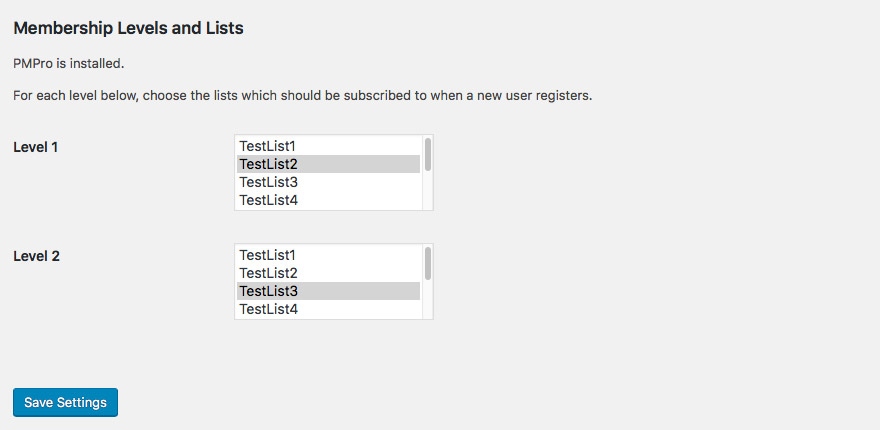 Membership Levels and Lists
PMPro is installed.
For each level below, choose the lists which should be subscribed to when a new user registers.
Level 1
TestList1
TestList2
TestList3
TestList4
Level 2
TestList1
TestList2
TestList3
TestList4
Save Settings